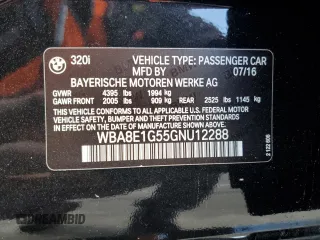 320i VEHICLE TYPE: PASSENGER CAR
MFD BY 07/16
BAYERISCHE MOTOREN WERKE AG
GVWR 4395 lbs 1994 kg
GAWR FRONT 2005 lbs 909 kg REAR 2525 lbs 1145 kg
THIS VEHICLE CONFORMS TO ALL APPLICABLE U.S. FEDERAL MOTOR
VEHICLE SAFETY, BUMPER, AND THEFT PREVENTION STANDARDS IN
EFFECT ON THE DATE OF MANUFACTURE SHOWN ABOVE.
WBA8E1G55GNU12288
DREAMBID